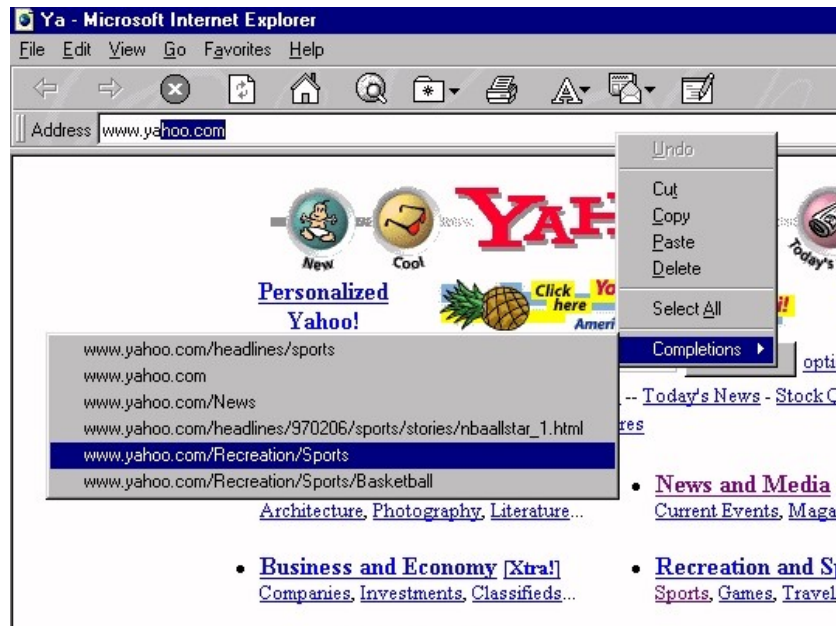 Ya - Microsoft Internet Explorer
File Edit View Go Favorites Help
Address www.yahoo.com
Undo
Cut
Copy
Paste
Delete
Select All
Completions
New
Cool
Today's
Personalized
Yahoo!
Click
here
www.yahoo.com/headlines/sports
www.yahoo.com
www.yahoo.com/News
www.yahoo.com/headlines/970206/sports/stories/nbaallstar_1.html
www.yahoo.com/Recreation/Sports
www.yahoo.com/Recreation/Sports/Basketball
-- Today's News - Stock
Architecture, Photography, Literature...
News and Media
Current Events,
Business and Economy [Xtra!]
Companies, Investments, Classifieds...
Recreation and
Sports, Games, Travel